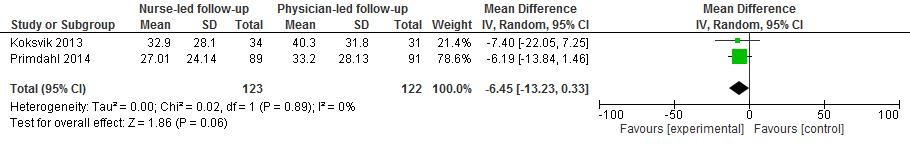 Nurse-led follow-up Physician-led follow-up Mean Difference Mean Difference
Study or Subgroup Mean SD Total Mean SD Total Weight IV, Random, 95% CI IV, Random, 95% CI
Koksvik 2013 32.9 28.1 34 40.3 31.8 31 21.4% -7.40 [-22.05, 7.25]
Primdahl 2014 27.01 24.14 89 33.2 28.13 91 78.6% -6.19 [-13.84, 1.46]
Total (95% CI) 123 122 100.0% -6.45 [-13.23, 0.33]
Heterogeneity: Tau² = 0.00; Chi² = 0.02, df = 1 (P = 0.89); I² = 0%
Test for overall effect: Z = 1.86 (P = 0.06)
-100 -50 0 50 100
Favours [experimental] Favours [control]